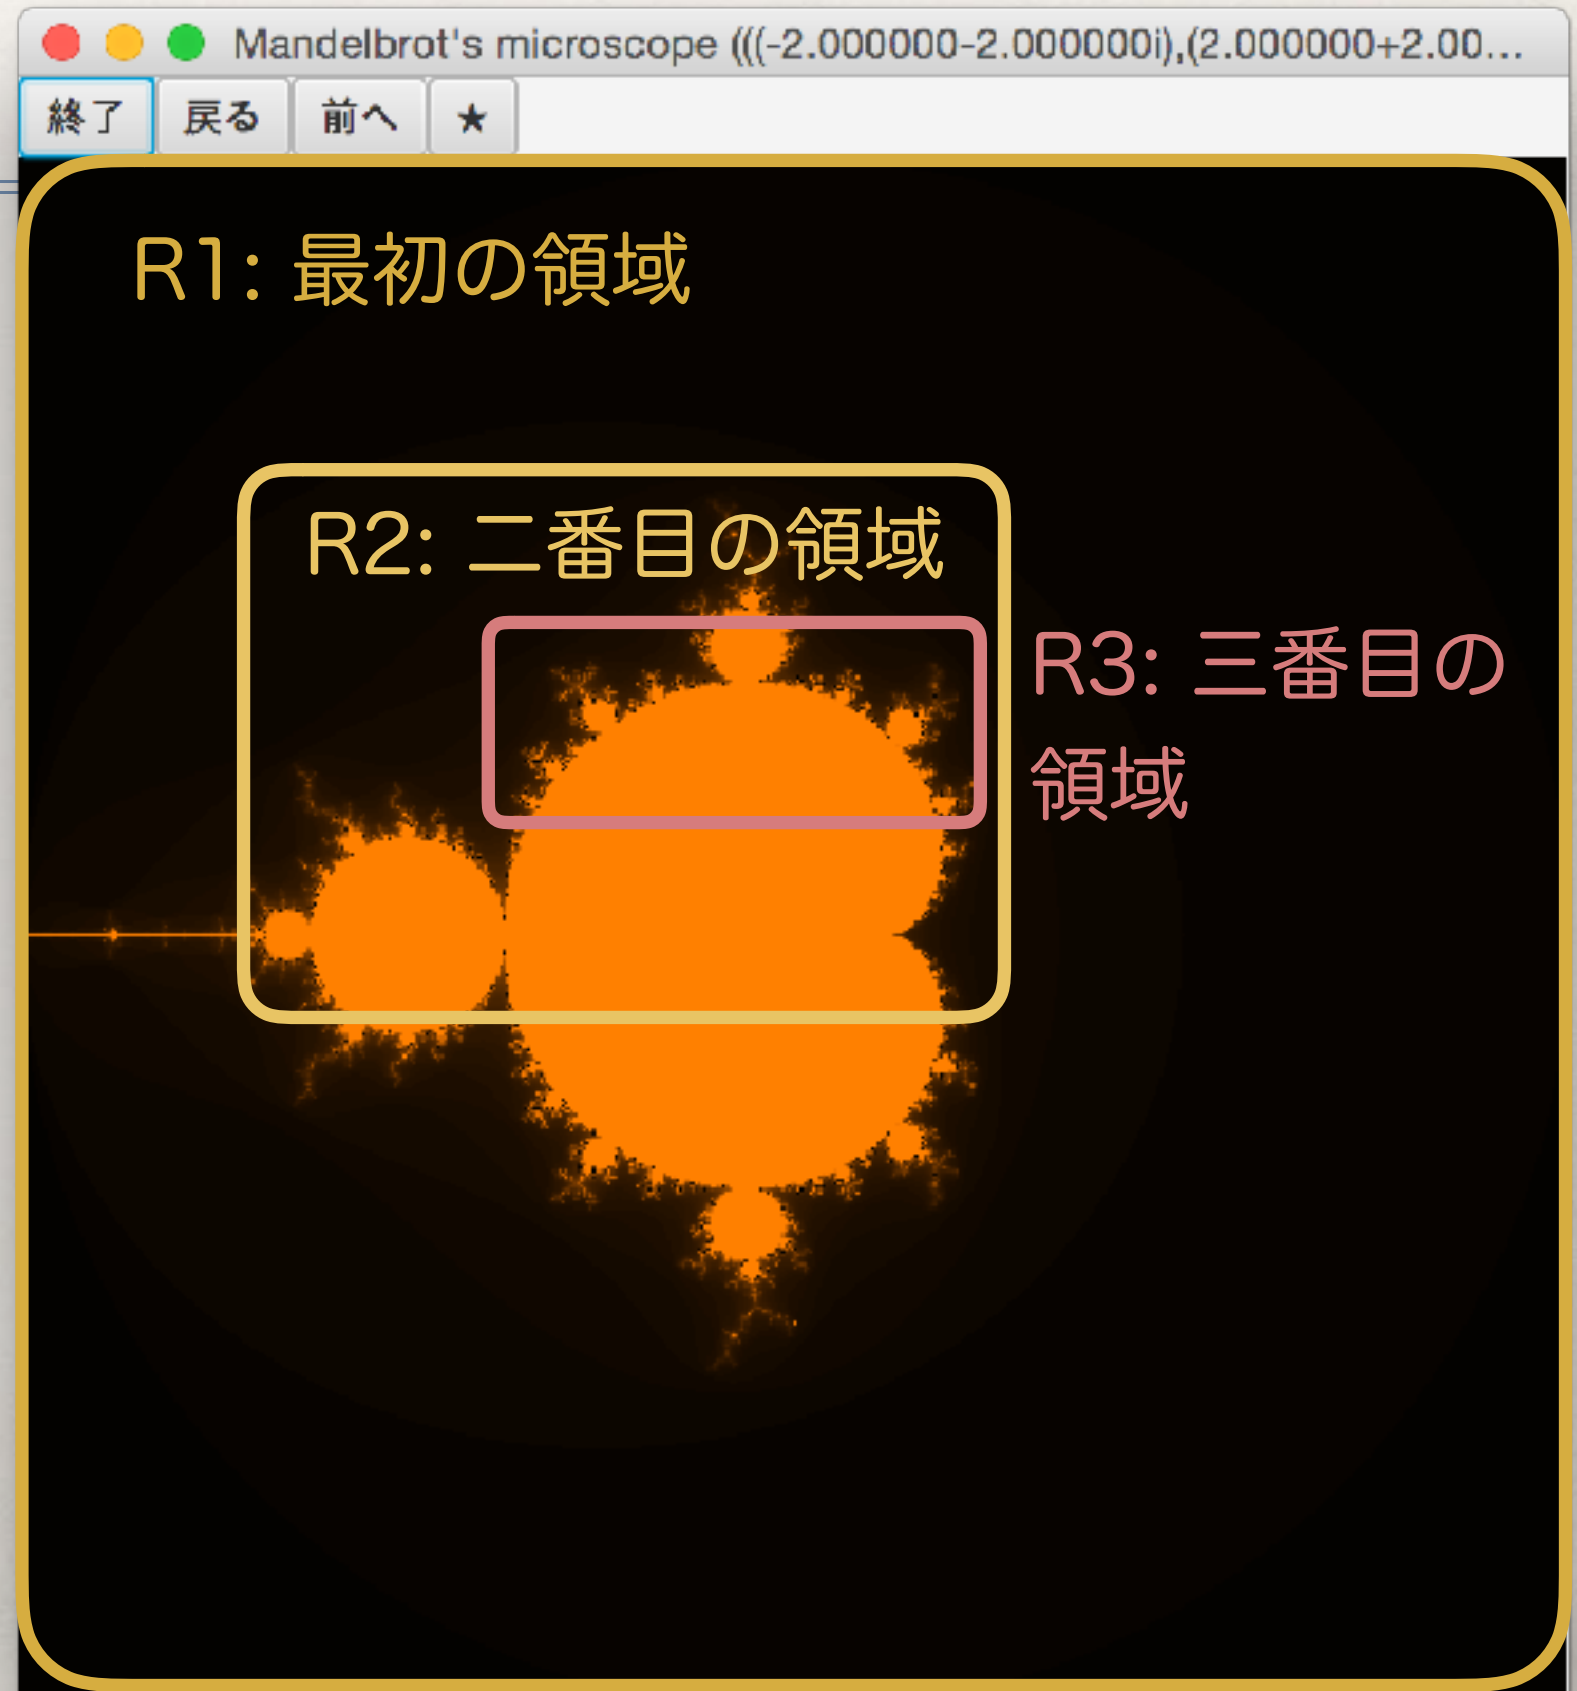 Mandelbrot's microscope (((-2.000000-2.000000i),(2.000000+2.00...
終了 戻る 前へ ★
R1: 最初の領域
R2: 二番目の領域
R3: 三番目の
領域